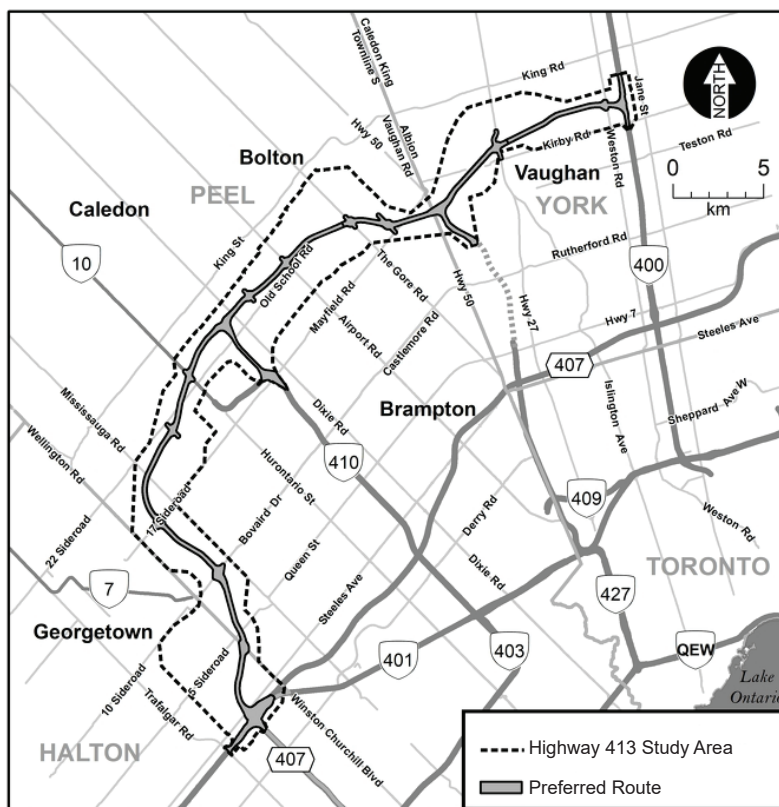 Caledon King
Townline S
King Rd
Jane St
NORTH
Hwy 50
Albion
Vaughan Rd
Kirby Rd
Weston Rd
Teston Rd
Bolton
Vaughan
0
5
km
PEEL
YORK
Caledon
King St
Rutherford Rd
10
Old School Rd
The Gore Rd
400
Mayfield Rd
Hwy 50
Hwy 27
Airport Rd
Castlemore Rd
Hwy 7
Steeles Ave
407
Mississauga Rd
Brampton
Islington Ave
Sheppard Ave W
Wellington Rd
Dixie Rd
410
Hurontario St
409
22 Sideroad
17 Sideroad
Bovaird Dr
Derry Rd
Weston Rd
Queen St
Dixie Rd
TORONTO
7
Steeles Ave
427
Georgetown
401
403
QEW
10 Sideroad
5 Sideroad
Lake
Ontario
Trafalgar Rd
Winston Churchill Blvd
HALTON
407
Highway 413 Study Area
Preferred Route